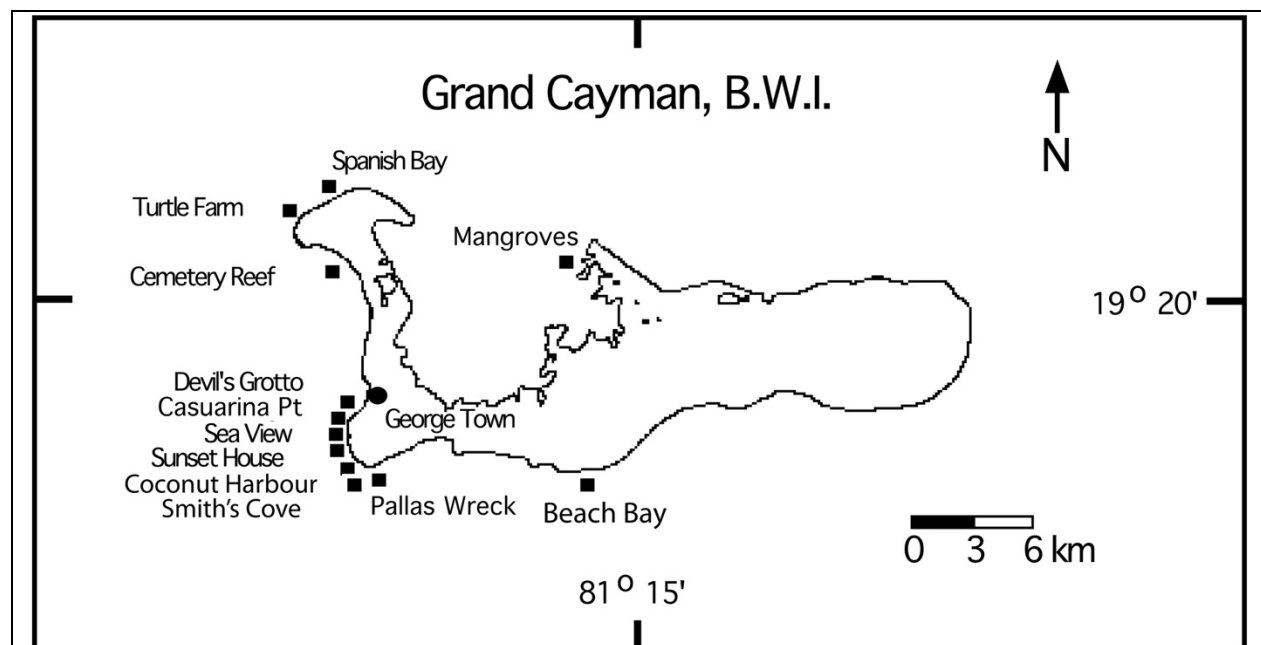 Grand Cayman, B.W.I.
N
Spanish Bay
Turtle Farm
Mangroves
Cemetery Reef
19° 20'
Devil's Grotto
Casuarina Pt
George Town
Sea View
Sunset House
Coconut Harbour
Smith's Cove
Pallas Wreck
Beach Bay
0 3 6 km
81° 15'